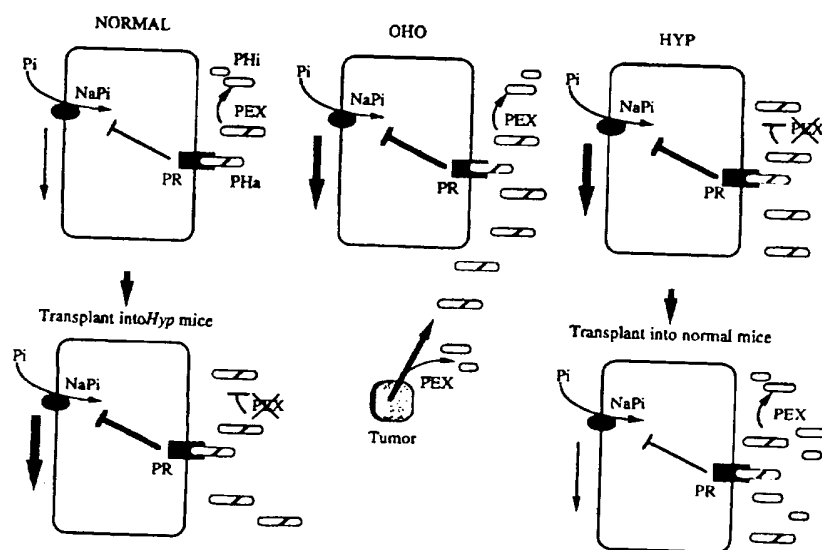 NORMAL
OHO
HYP
Pi
NaPi
PHi
PEX
PR
PHa
Pi
NaPi
PEX
PR
Pi
NaPi
PEX
PR
Transplant into Hyp mice
Pi
NaPi
PEX
PR
PEX
Tumor
Transplant into normal mice
Pi
NaPi
PEX
PR